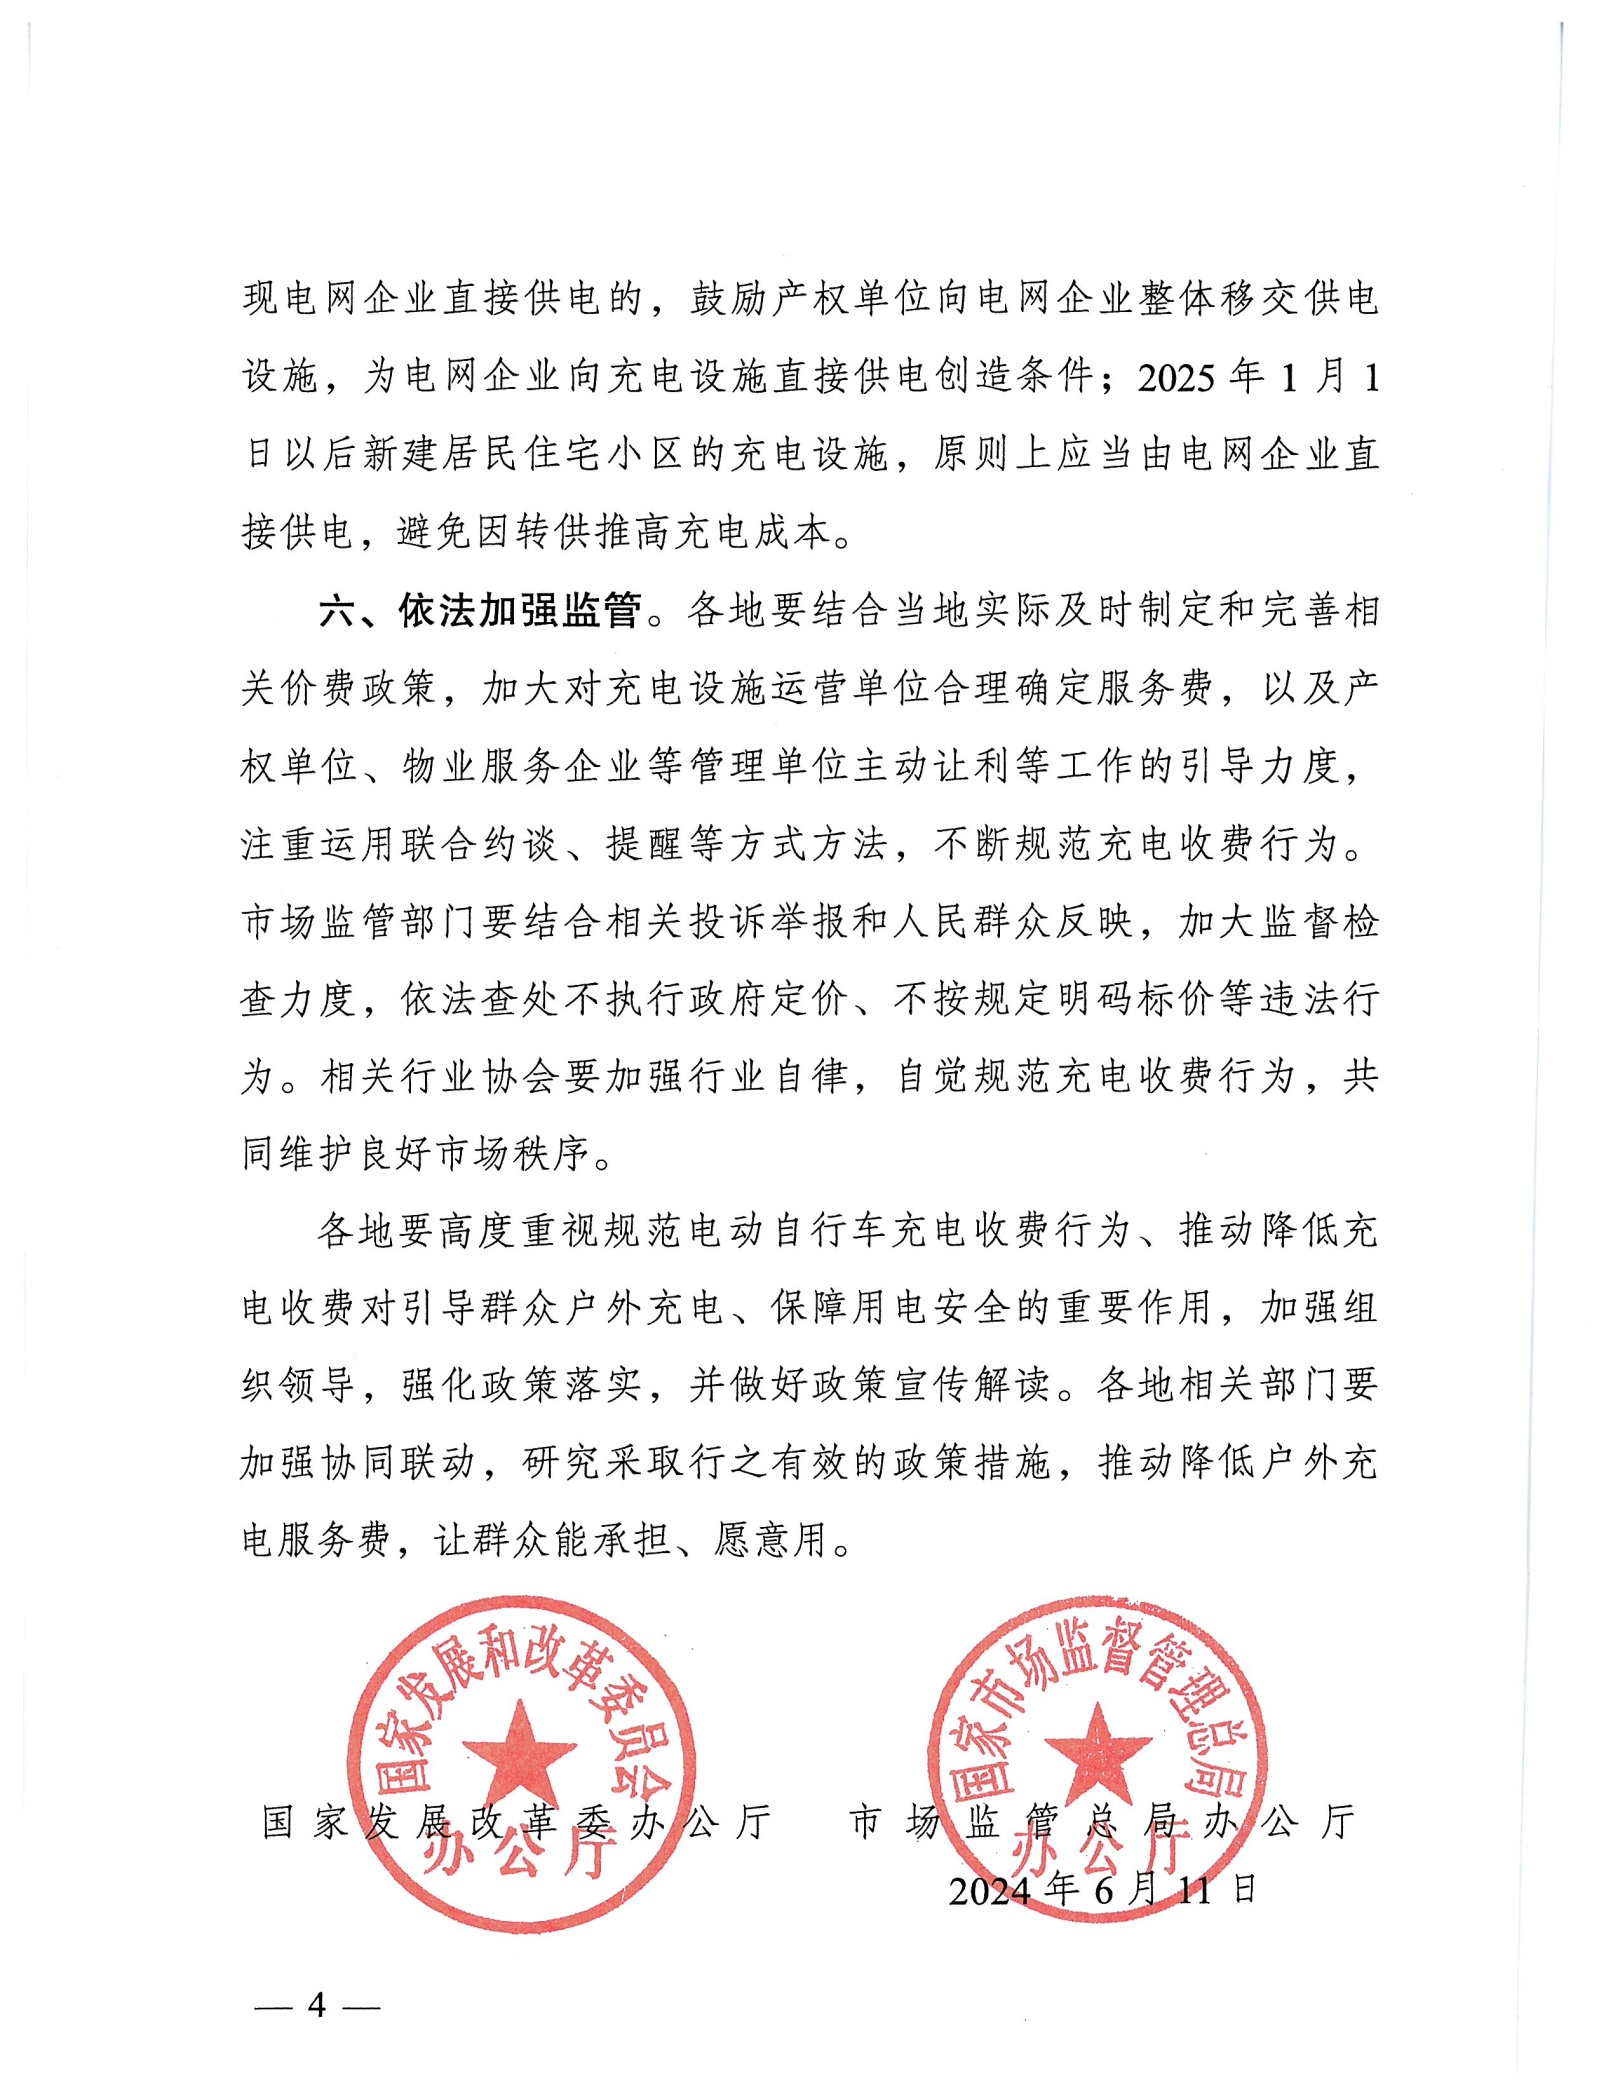 现电网企业直接供电的，鼓励产权单位向电网企业整体移交供电
设施，为电网企业向充电设施直接供电创造条件；2025 年 1 月 1
日以后新建居民住宅小区的充电设施，原则上应当由电网企业直
接供电，避免因转供推高充电成本。
六、依法加强监管。各地要结合当地实际及时制定和完善相
关价费政策，加大对充电设施运营单位合理确定服务费，以及产
权单位、物业服务企业等管理单位主动让利等工作的引导力度，
注重运用联合约谈、提醒等方式方法，不断规范充电收费行为。
市场监管部门要结合相关投诉举报和人民群众反映，加大监督检
查力度，依法查处不执行政府定价、不按规定明码标价等违法行
为。相关行业协会要加强行业自律，自觉规范充电收费行为，共
同维护良好市场秩序。
各地要高度重视规范电动自行车充电收费行为、推动降低充
电收费对引导群众户外充电、保障用电安全的重要作用，加强组
织领导，强化政策落实，并做好政策宣传解读。各地相关部门要
加强协同联动，研究采取行之有效的政策措施，推动降低户外充
电服务费，让群众能承担、愿意用。
国家发展和改革委员会
办公厅
国家市场监督管理总局
办公厅
国家发展改革委办公厅 市场监管总局办公厅
2024 年 6 月 11 日
— 4 —